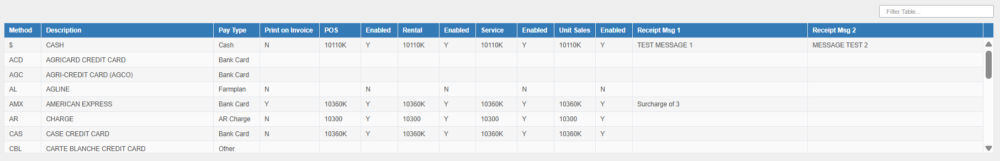 Filter Table...
Method Description Pay Type Print on Invoice POS Enabled Rental Enabled Service Enabled Unit Sales Enabled Receipt Msg 1 Receipt Msg 2
$ CASH Cash N 10110K Y 10110K Y 10110K Y 10110K Y TEST MESSAGE 1 MESSAGE TEST 2
ACD AGRICARD CREDIT CARD Bank Card
AGC AGRI-CREDIT CARD (AGCO) Bank Card
AL AGLINE Farmplan N N N N N
AMX AMERICAN EXPRESS Bank Card Y 10360K Y 10360K Y 10360K Y 10360K Y Surcharge of 3
AR CHARGE AR Charge N 10300 Y 10300 Y 10300 Y 10300 Y
CAS CASE CREDIT CARD Bank Card N 10360K Y 10360K Y 10360K Y 10360K Y
CBL CARTE BLANCHE CREDIT CARD Other